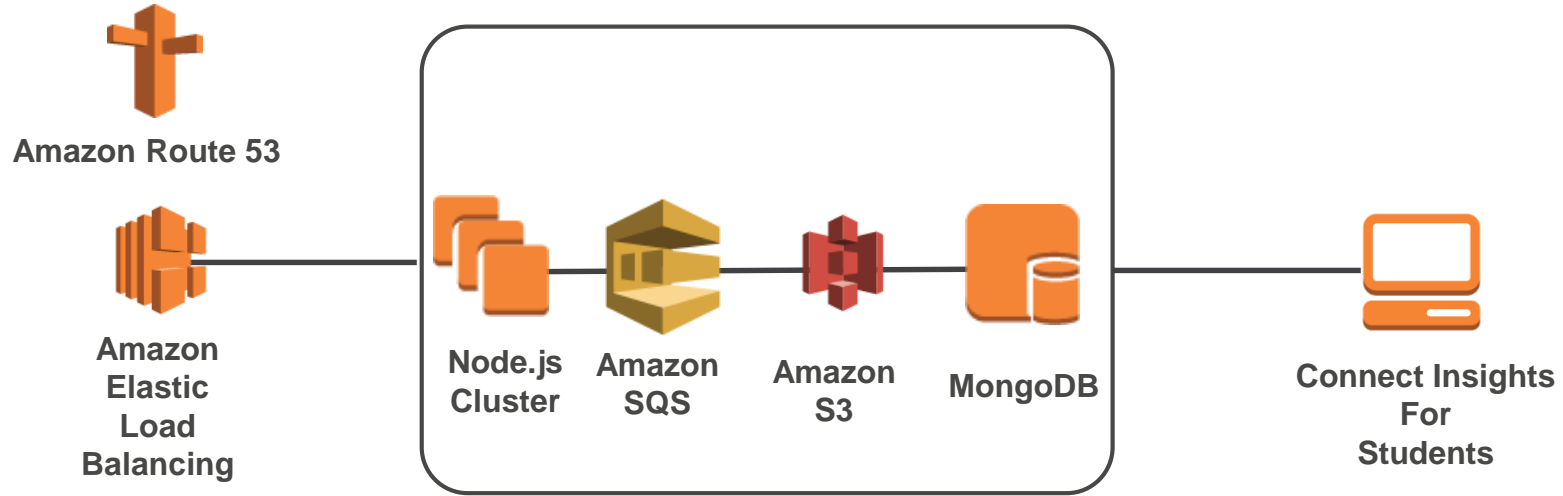 Amazon Route 53
Amazon
Elastic
Load
Balancing
Node.js
Cluster
Amazon
SQS
Amazon
S3
MongoDB
Connect Insights
For
Students